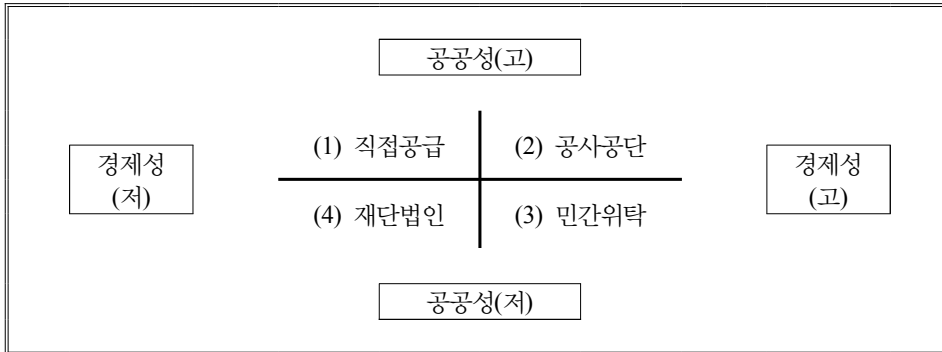 공공성(고)
(1) 직접공급
(2) 공사공단
경제성
(저)
경제성
(고)
(4) 재단법인
(3) 민간위탁
공공성(저)